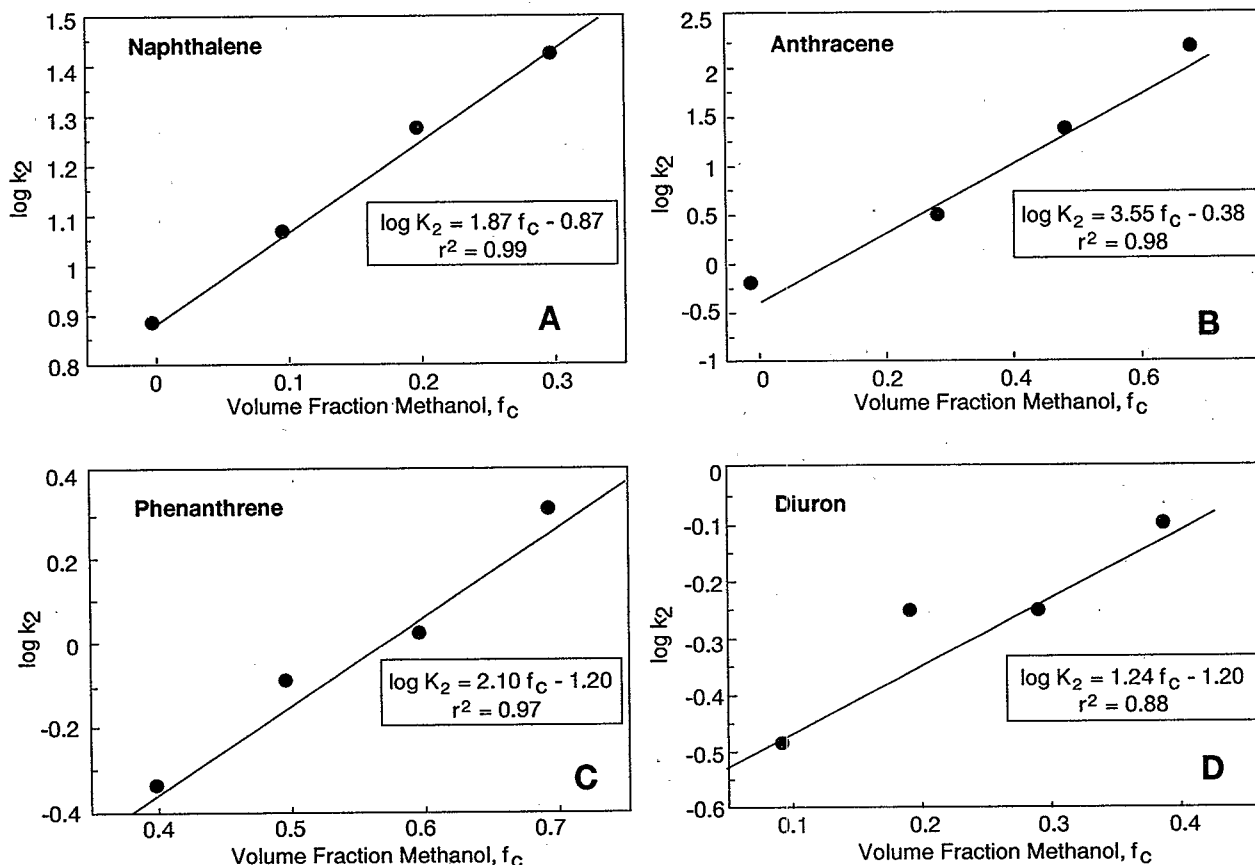 Naphthalene
1.5
1.4
1.3
1.2
1.1
1
0.9
0.8
log k2
log K2 = 1.87 fc - 0.87
r² = 0.99
A
0 0.1 0.2 0.3
Volume Fraction Methanol, fc
Anthracene
2.5
2
1.5
1
0.5
0
-0.5
-1
log k2
log K2 = 3.55 fc - 0.38
r² = 0.98
B
0 0.2 0.4 0.6
Volume Fraction Methanol, fc
Phenanthrene
0.4
0.2
0
-0.2
-0.4
log k2
log K2 = 2.10 fc - 1.20
r² = 0.97
C
0.4 0.5 0.6 0.7
Volume Fraction Methanol, fc
Diuron
0
-0.1
-0.2
-0.3
-0.4
-0.5
-0.6
log k2
log K2 = 1.24 fc - 1.20
r² = 0.88
D
0.1 0.2 0.3 0.4
Volume Fraction Methanol, fc